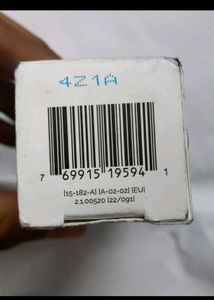 4Z1A
7 69915 19594 1
[15-182-A] [A-02-02] [EU]
2.1.00520 [22/091]